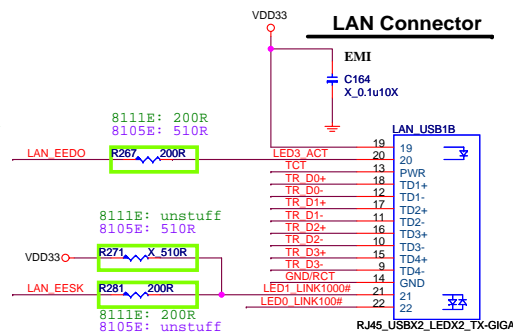 LAN Connector
VDD33
EMI
C164
X_0.1u10X
8111E: 200R
8105E: 510R
LAN_USB1B
LAN_EEDO
R267 200R
LED3_ACT
TCT
TR_D0+
TR_D0-
TR_D1+
TR_D1-
TR_D2+
TR_D2-
TR_D3+
TR_D3-
GND/RCT
LED1_LINK1000#
LED0_LINK100#
19 19
20 20
13 PWR
18 TD1+
12 TD1-
17 TD2+
11 TD2-
16 TD3+
10 TD3-
15 TD4+
9 TD4-
14 GND
21 21
22 22
8111E: unstuff
8105E: 510R
VDD33
R271 X_510R
LAN_EESK
R281 200R
8111E: 200R
8105E: unstuff
RJ45_USBX2_LEDX2_TX-GIGA